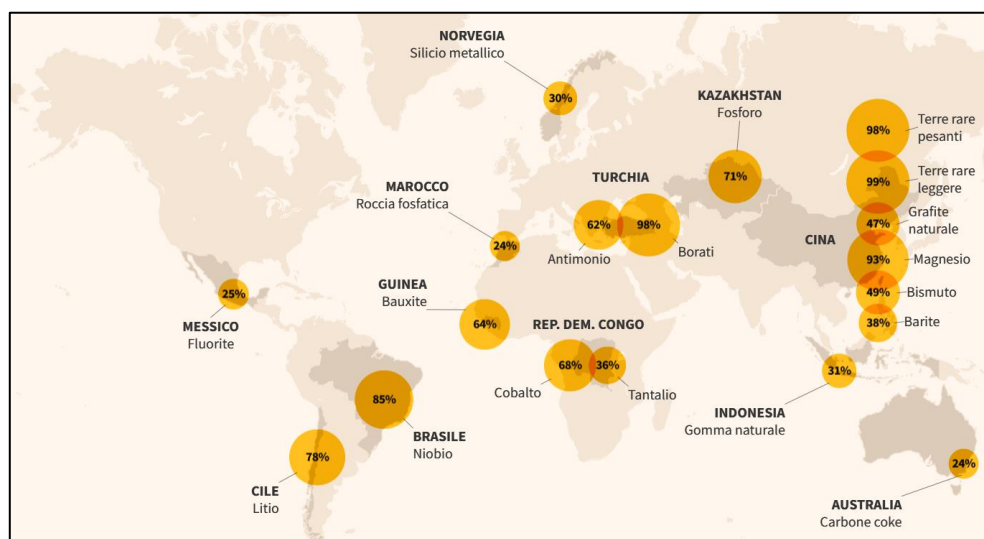 NORVEGIA
Silicio metallico
30%
KAZAKHSTAN
Fosforo
71%
98%
Terre rare
pesanti
99%
Terre rare
leggere
47%
Grafite
naturale
CINA
93%
Magnesio
49%
Bismuto
38%
Barite
TURCHIA
62%
Antimonio
98%
Borati
MAROCCO
Roccia fosfatica
24%
GUINEA
Bauxite
64%
REP. DEM. CONGO
68%
Cobalto
36%
Tantalio
25%
MESSICO
Fluorite
31%
INDONESIA
Gomma naturale
85%
BRASILE
Niobio
78%
CILE
Litio
24%
AUSTRALIA
Carbone coke